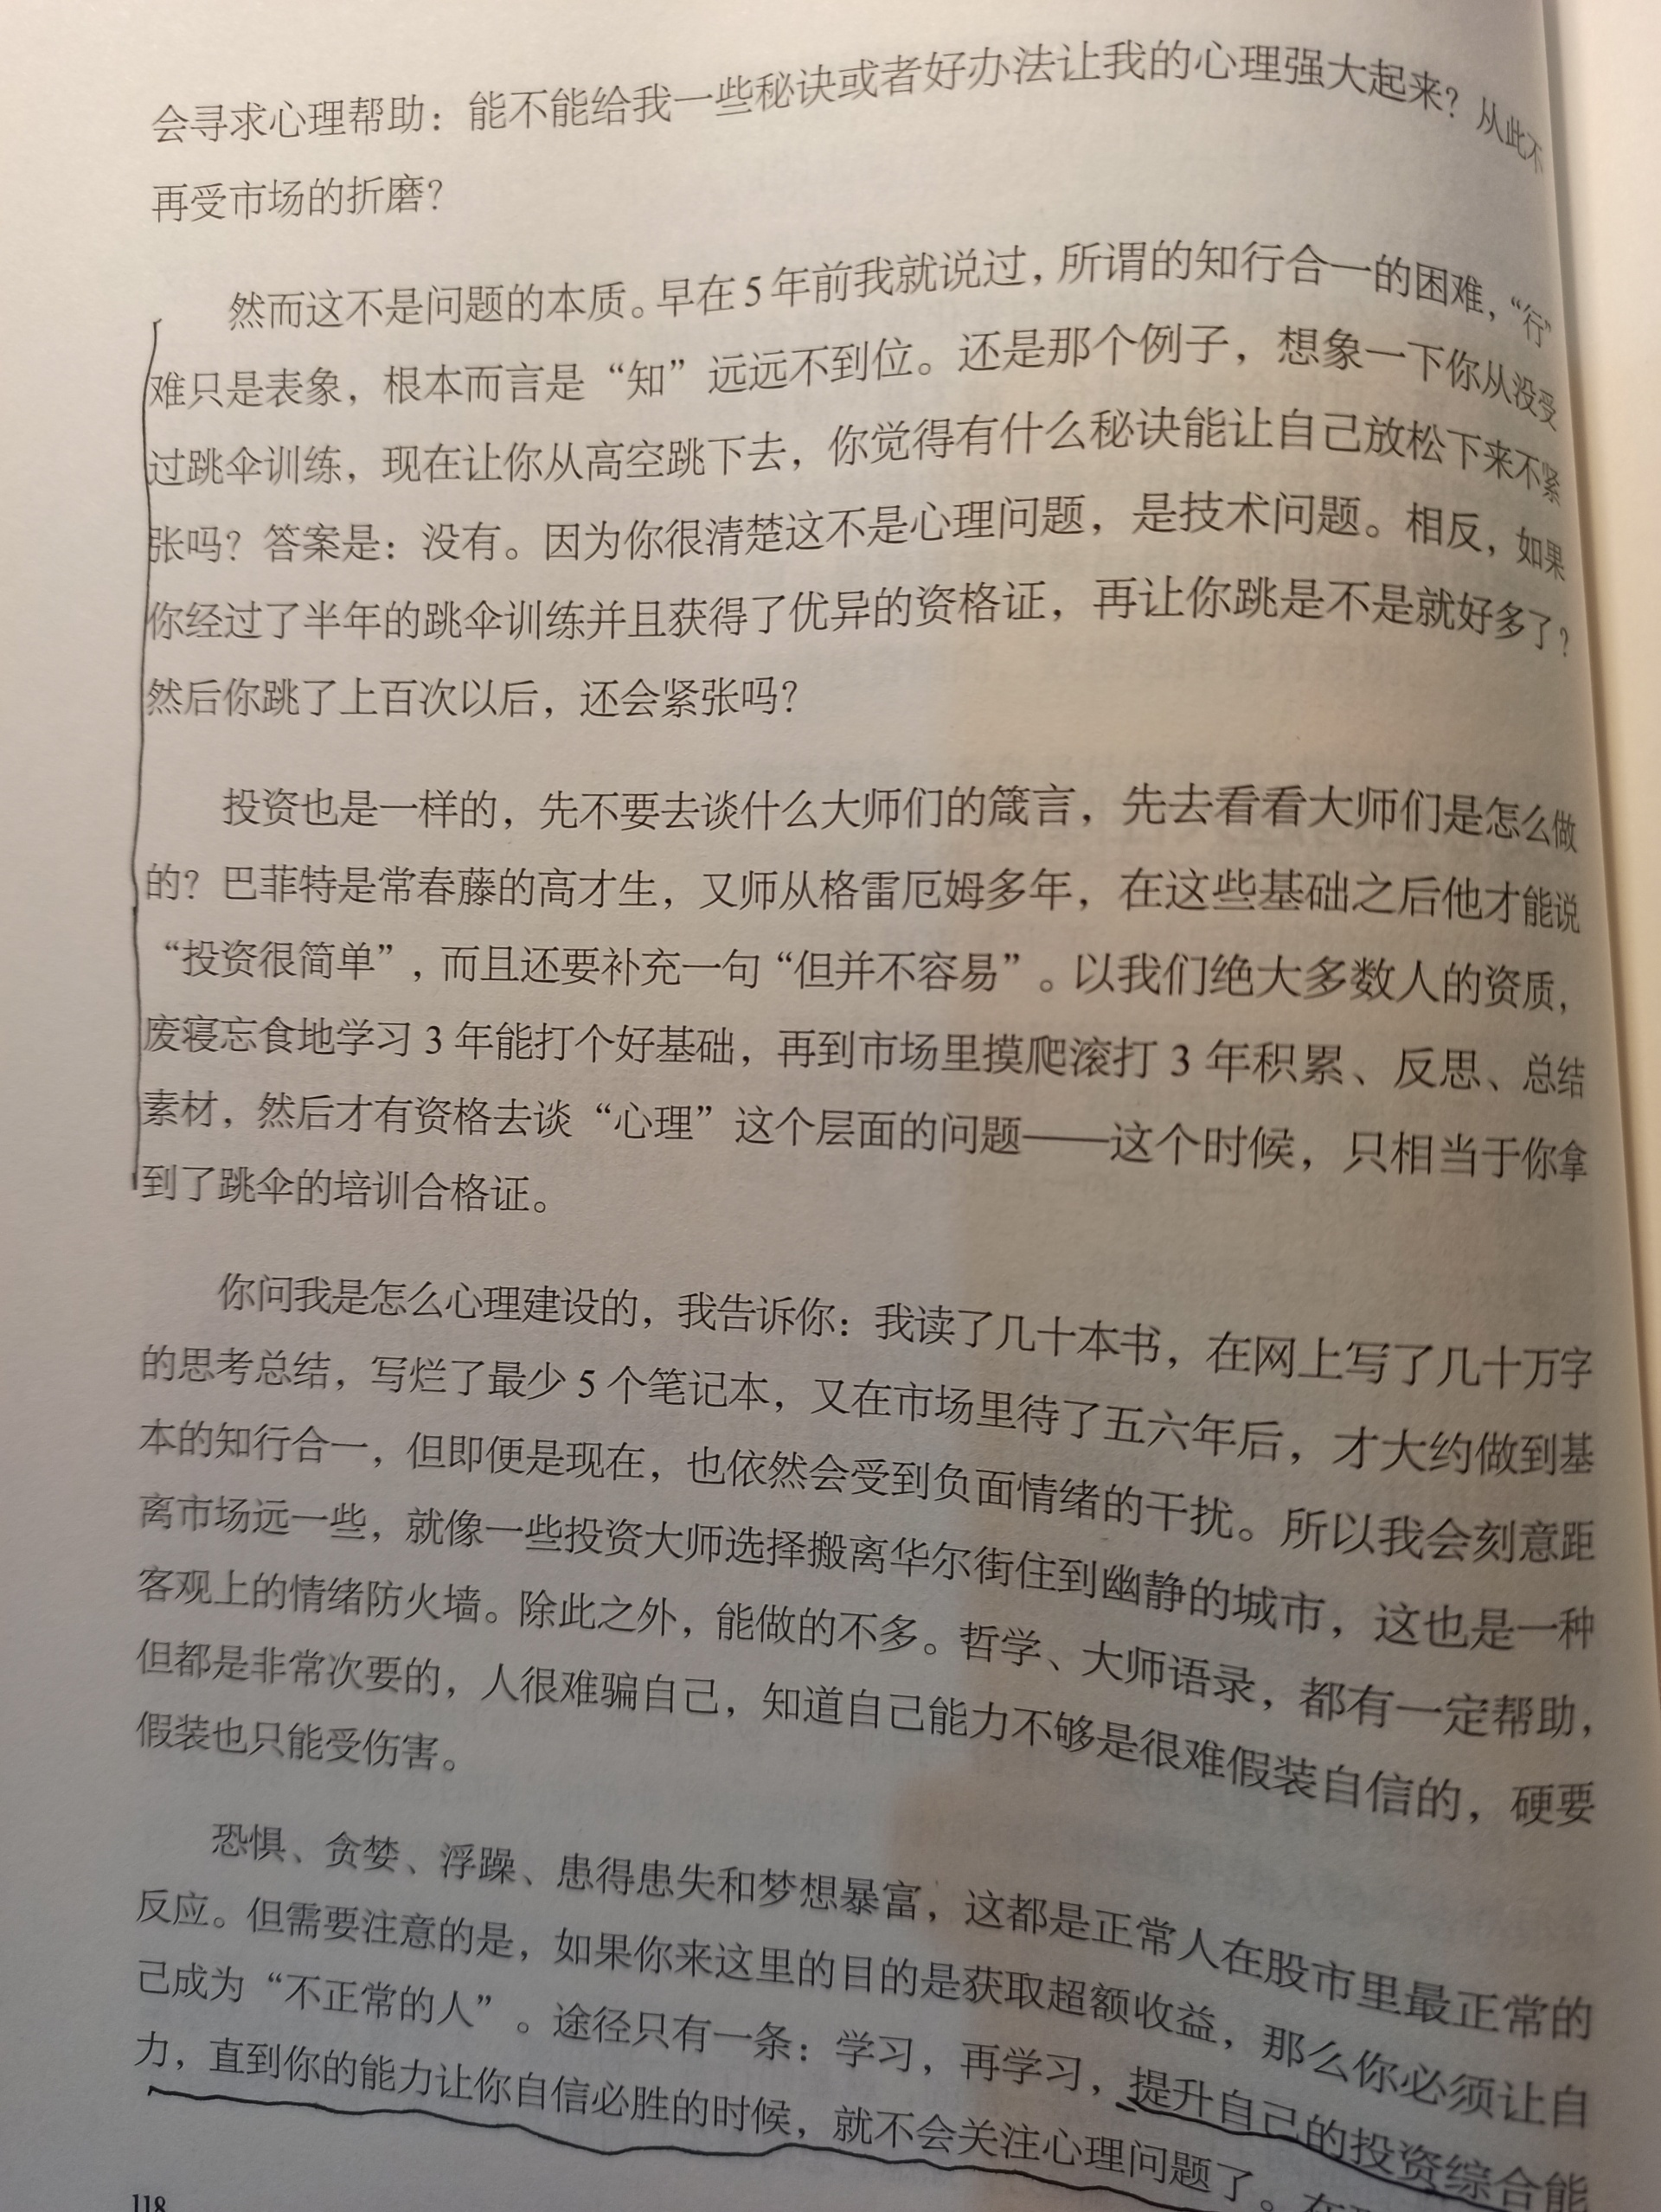 会寻求心理帮助：能不能给我一些秘诀或者好办法让我的心理强大起来？从此不
再受市场的折磨？
然而这不是问题的本质。早在5年前我就说过，所谓的知行合一的困难，“行”
难只是表象，根本而言是“知”远远不到位。还是那个例子，想象一下你从没受
过跳伞训练，现在让你从高空跳下去，你觉得有什么秘诀能让自己放松下来不紧
张吗？答案是：没有。因为你很清楚这不是心理问题，是技术问题。相反，如果
你经过了半年的跳伞训练并且获得了优异的资格证，再让你跳是不是就好多了？
然后你跳了上百次以后，还会紧张吗？
投资也是一样的，先不要去谈什么大师们的箴言，先去看看大师们是怎么做
的？巴菲特是常春藤的高才生，又师从格雷厄姆多年，在这些基础之后他才能说
“投资很简单”，而且还要补充一句“但并不容易”。以我们绝大多数人的资质，
废寝忘食地学习3年能打个好基础，再到市场里摸爬滚打3年积累、反思、总结
素材，然后才有资格去谈“心理”这个层面的问题——这个时候，只相当于你拿
到了跳伞的培训合格证。
你问我是怎么心理建设的，我告诉你：我读了几十本书，在网上写了几十万字
的思考总结，写烂了最少5个笔记本，又在市场里待了五六年后，才大约做到基
本的知行合一，但即便是现在，也依然会受到负面情绪的干扰。所以我会刻意距
离市场远一些，就像一些投资大师选择搬离华尔街住到幽静的城市，这也是一种
客观上的情绪防火墙。除此之外，能做的不多。哲学、大师语录，都有一定帮助，
但都是非常次要的，人很难骗自己，知道自己能力不够是很难假装自信的，硬要
假装也只能受伤害。
恐惧、贪婪、浮躁、患得患失和梦想暴富，这都是正常人在股市里最正常的
反应。但需要注意的是，如果你来这里的目的是获取超额收益，那么你必须让自
己成为“不正常的人”。途径只有一条：学习，再学习，提升自己的投资综合能
力，直到你的能力让你自信必胜的时候，就不会关注心理问题了。在
118